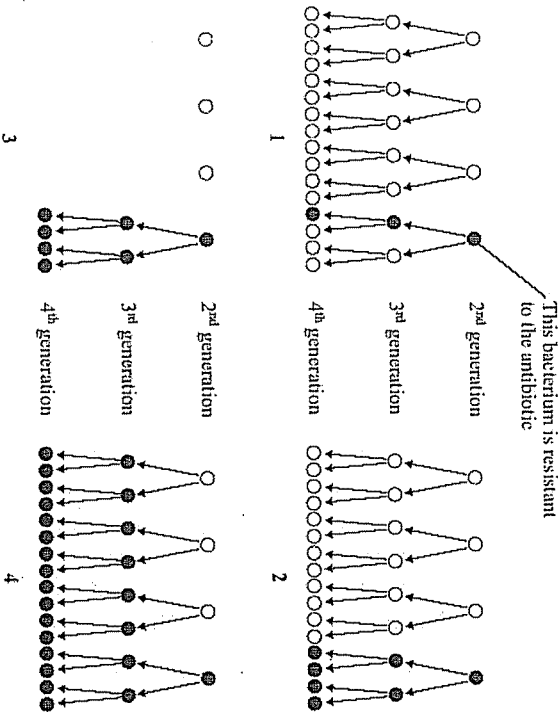 This bacterium is resistant
to the antibiotic
2nd generation
3rd generation
4th generation
1
2
2nd generation
3rd generation
4th generation
3
4